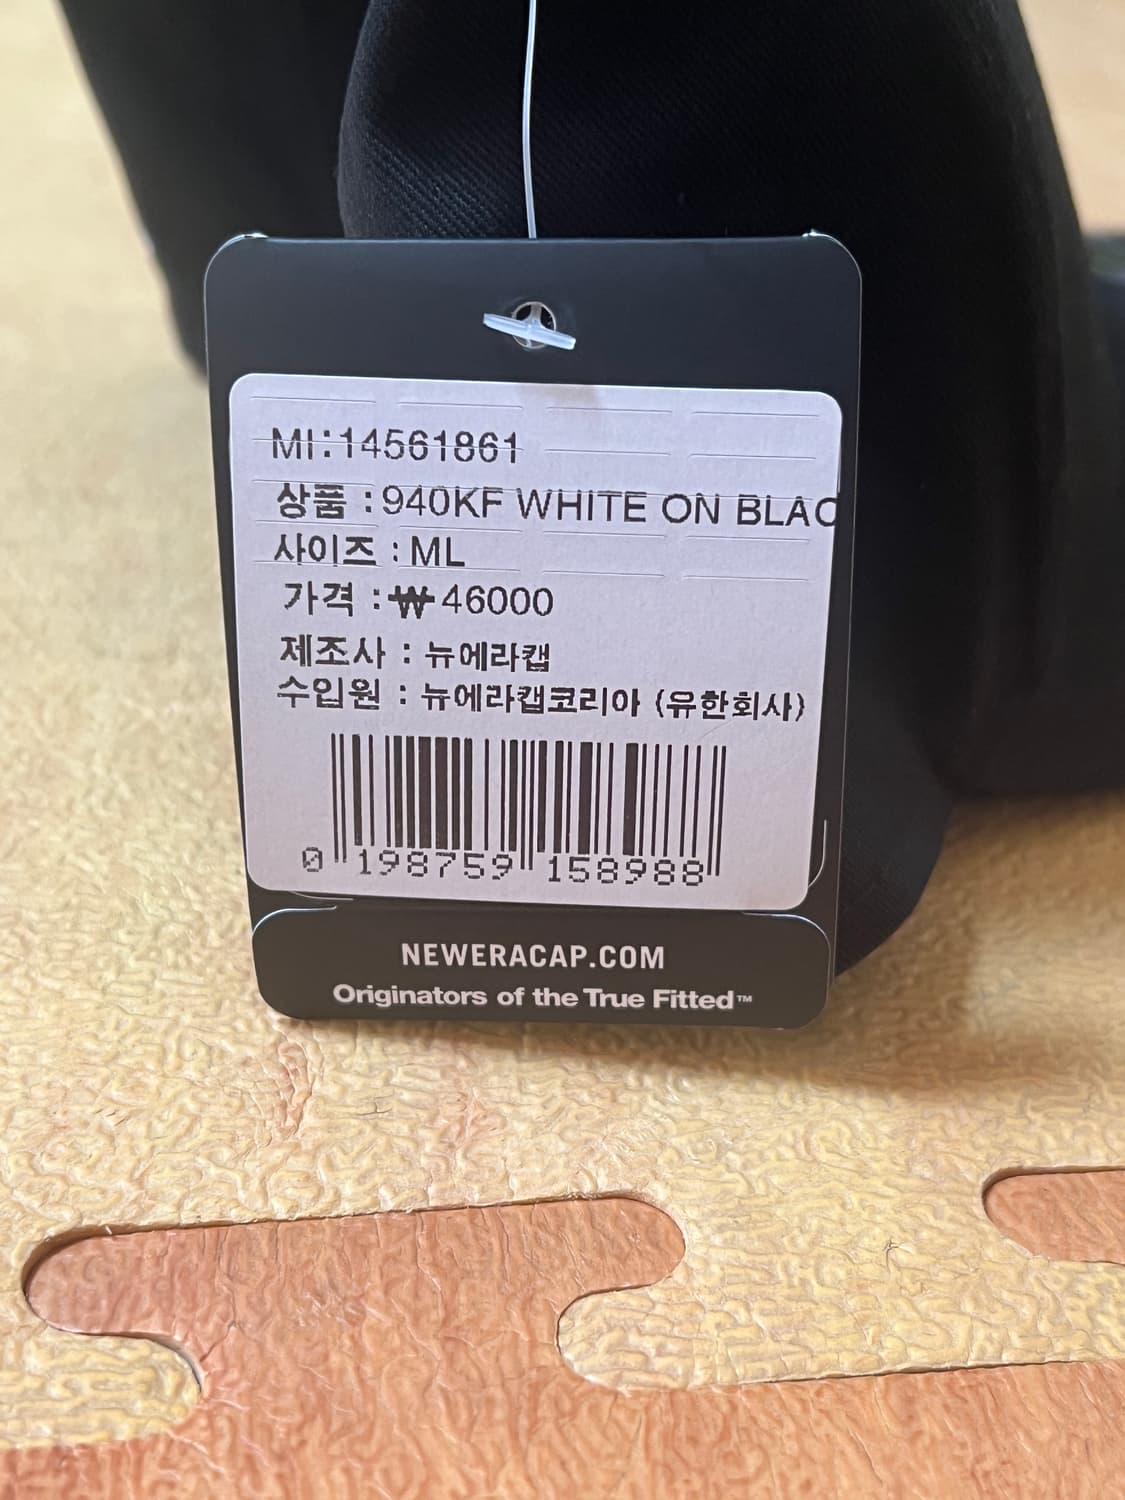 MI:14561861
상품 : 940KF WHITE ON BLAC
사이즈 : ML
가격 : ₩46000
제조사 : 뉴에라캡
수입원 : 뉴에라캡코리아 (유한회사)
0 198759 158988
NEWERACAP.COM
Originators of the True Fitted™